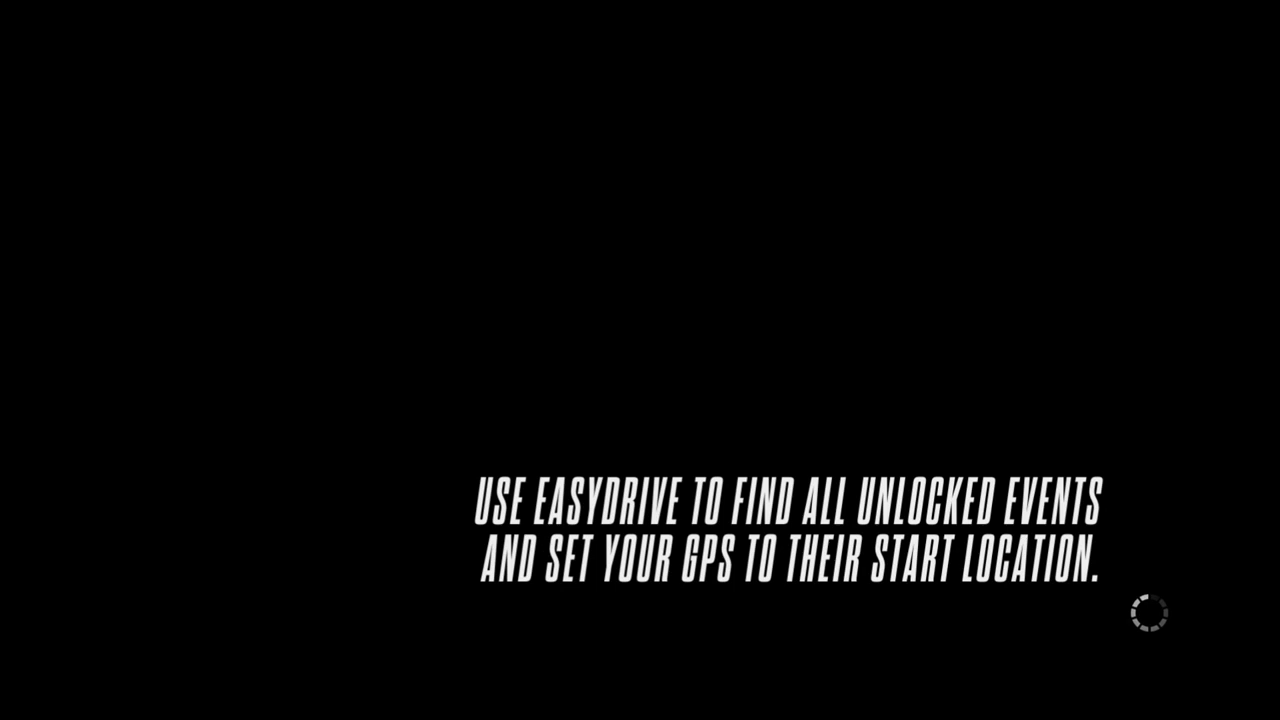 USE EASYDRIVE TO FIND ALL UNLOCKED EVENTS
AND SET YOUR GPS TO THEIR START LOCATION.